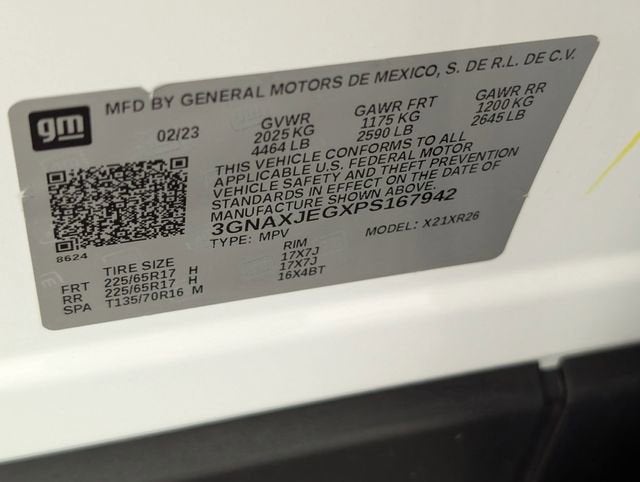 gm
MFD BY GENERAL MOTORS DE MEXICO, S. DE R.L. DE C.V.
02/23 GVWR GAWR FRT GAWR RR
2025 KG 1175 KG 1200 KG
4464 LB 2590 LB 2645 LB
THIS VEHICLE CONFORMS TO ALL
APPLICABLE U.S. FEDERAL MOTOR
VEHICLE SAFETY AND THEFT PREVENTION
STANDARDS IN EFFECT ON THE DATE OF
MANUFACTURE SHOWN ABOVE.
3GNAXJEGXPS167942
TYPE: MPV MODEL: X21XR26
8624
TIRE SIZE RIM
FRT 225/65R17 H 17X7J
RR 225/65R17 H 17X7J
SPA T135/70R16 M 16X4BT